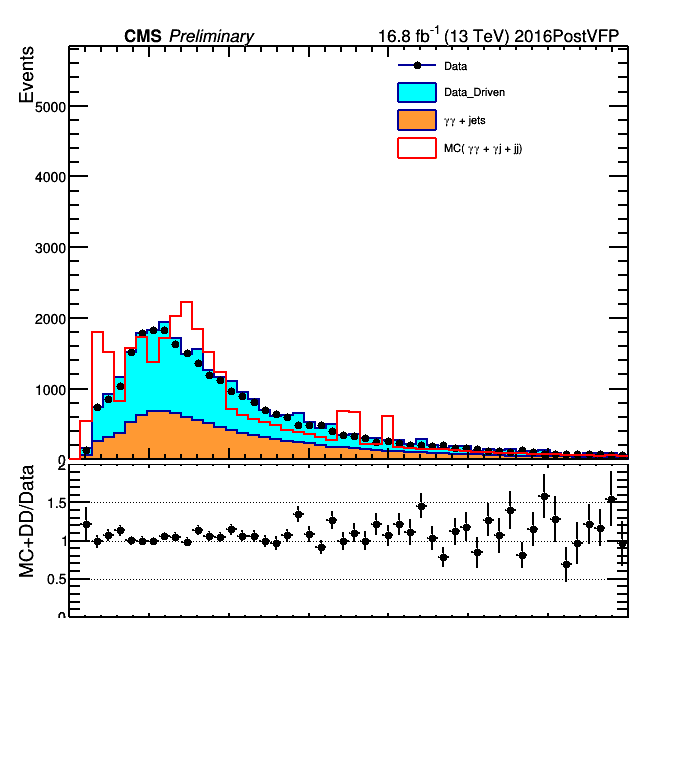 CMS Preliminary 16.8 fb⁻¹ (13 TeV) 2016PostVFP
Events
Data
Data_Driven
γγ + jets
MC( γγ + γj + jj)
5000
4000
3000
2000
1000
0
MC+DD/Data
2
1.5
1
0.5
0